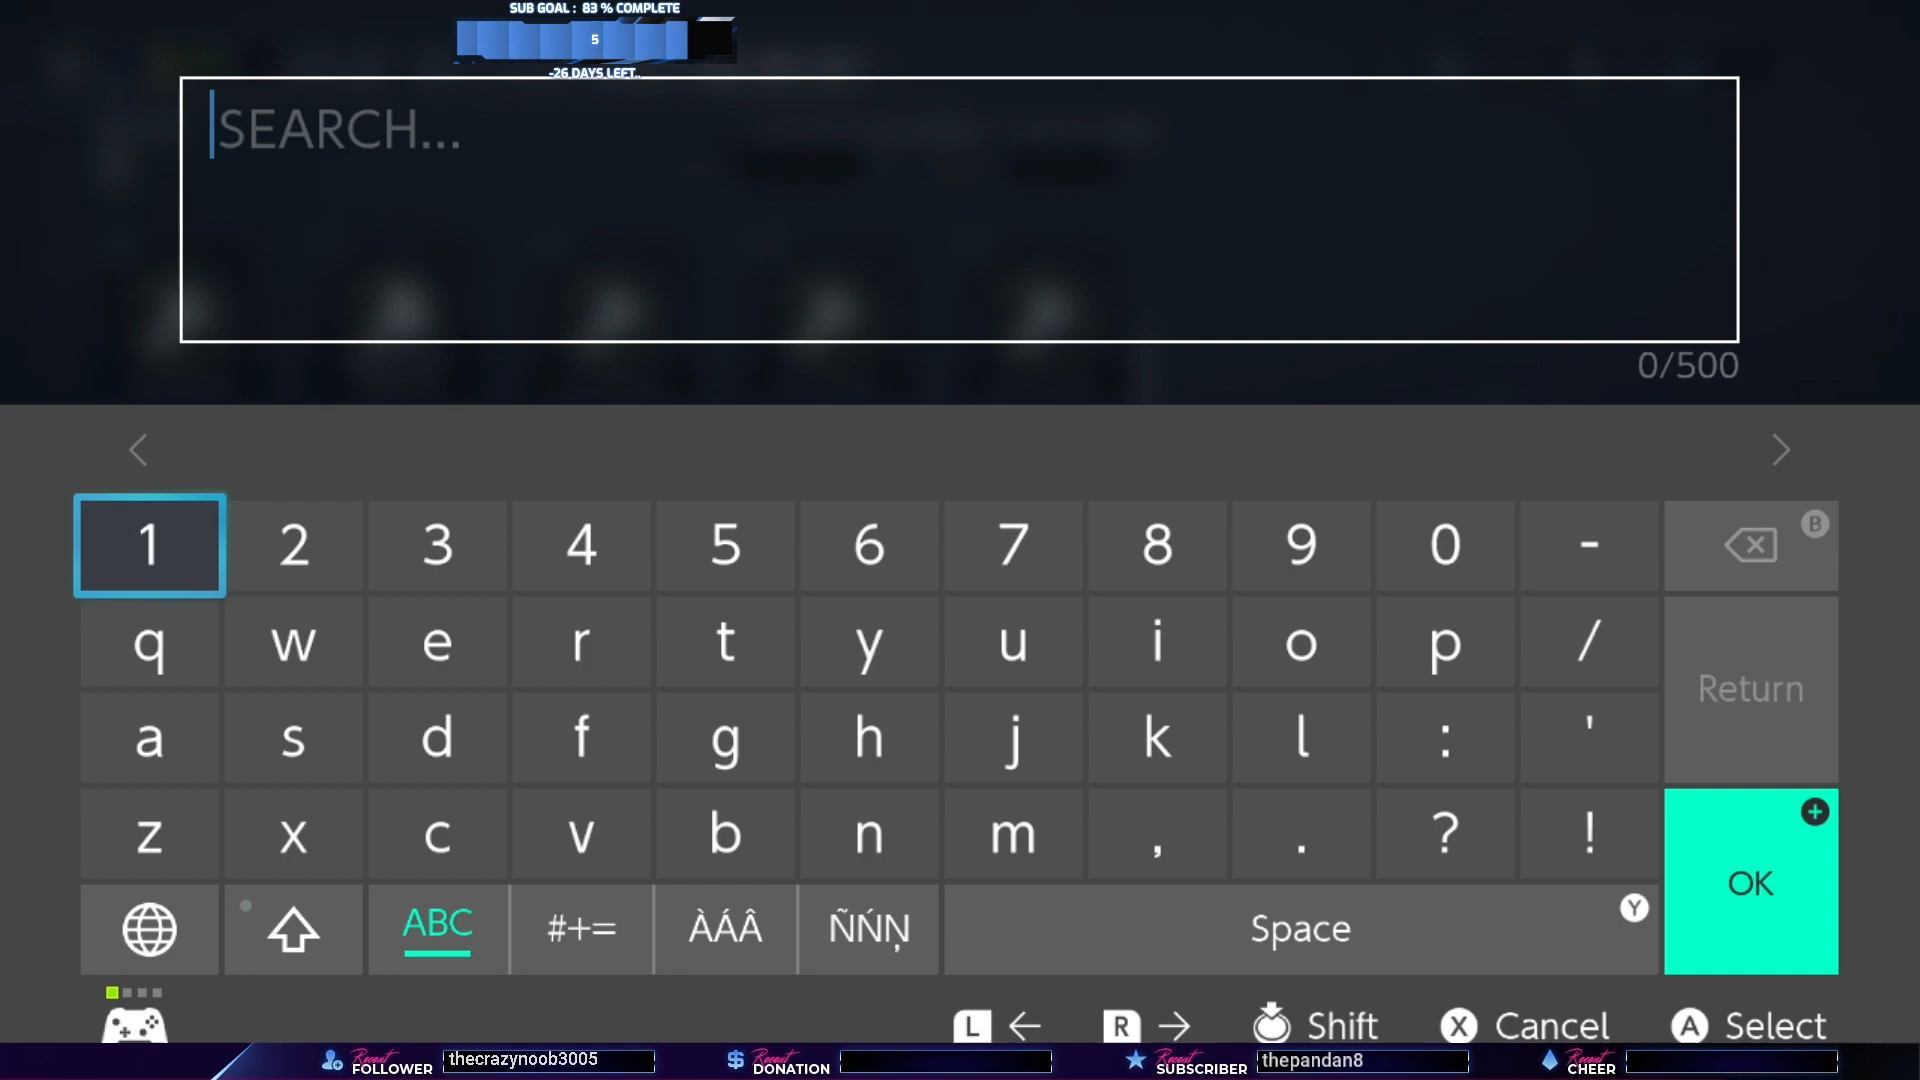 SUB GOAL : 83 % COMPLETE
5
-26 DAYS LEFT..
SEARCH...
0/500
1 2 3 4 5 6 7 8 9 0 - B
q w e r t y u i o p /
Return
a s d f g h j k l : '
z x c v b n m , . ? ! +
OK
ABC #+= ÀÁÂ ÑŃŅ Space Y
L ← R → Shift X Cancel A Select
Recent FOLLOWER thecrazynoob3005 $ Recent DONATION Recent SUBSCRIBER thepandan8 Recent CHEER